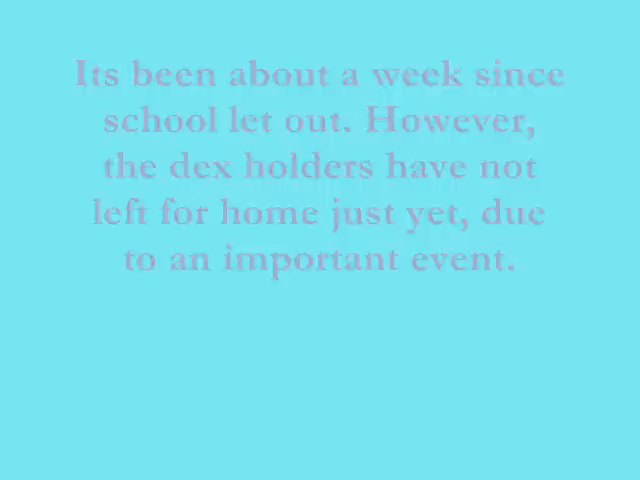 Its been about a week since
school let out. However,
the dex holders have not
left for home just yet, due
to an important event.